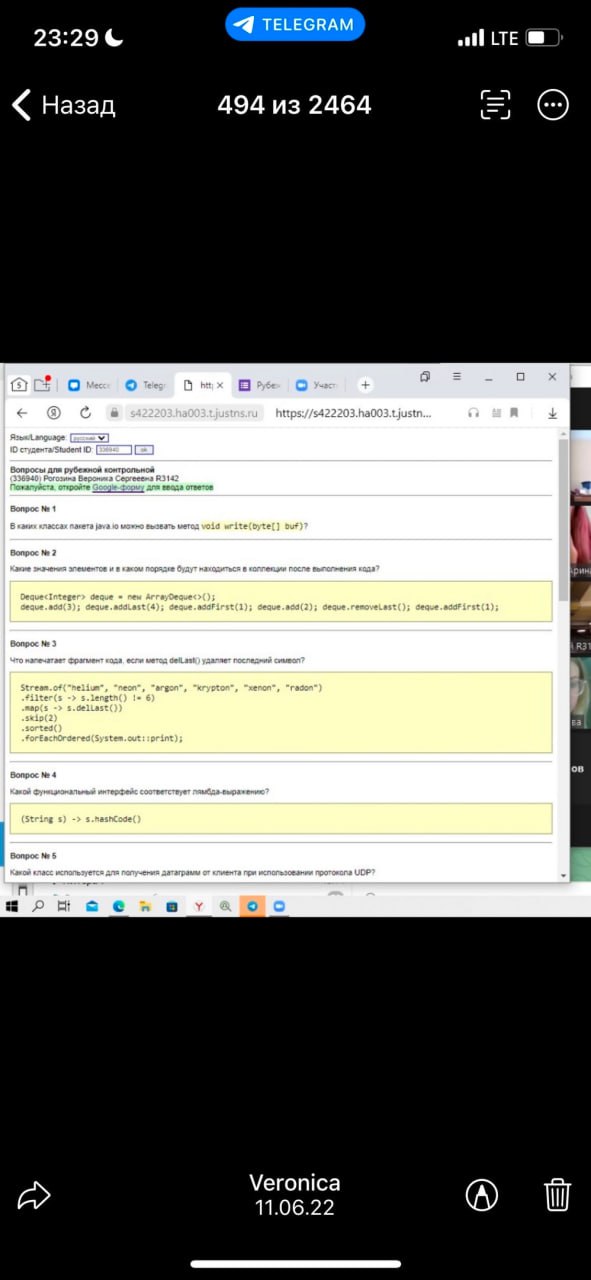 23:29
TELEGRAM
LTE
Назад
494 из 2464
5
Месс
Telegr
htt
Рубеж
Участ
s422203.ha003.t.justns.ru https://s422203.ha003.t.justn...
Язык/Language: русский
ID студента/Student ID: 336940 ok
Вопросы для рубежной контрольной
(336940) Рогозина Вероника Сергеевна R3142
Пожалуйста, откройте Google-форму для ввода ответов
Вопрос № 1
В каких классах пакета java.io можно вызвать метод void write(byte[] buf)?
Вопрос № 2
Какие значения элементов и в каком порядке будут находиться в коллекции после выполнения кода?
Deque<Integer> deque = new ArrayDeque<>();
deque.add(3); deque.addLast(4); deque.addFirst(1); deque.add(2); deque.removeLast(); deque.addFirst(1);
Вопрос № 3
Что напечатает фрагмент кода, если метод delLast() удаляет последний символ?
Stream.of("helium", "neon", "argon", "krypton", "xenon", "radon")
.filter(s -> s.length() != 6)
.map(s -> s.delLast())
.skip(2)
.sorted()
.forEachOrdered(System.out::print);
Вопрос № 4
Какой функциональный интерфейс соответствует лямбда-выражению?
(String s) -> s.hashCode()
Вопрос № 5
Какой класс используется для получения датаграмм от клиента при использовании протокола UDP?
Арина
R31
ва
ов
Veronica
11.06.22